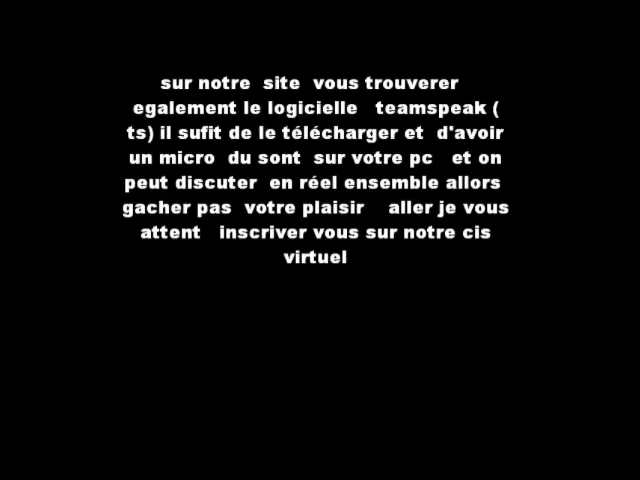 sur notre site vous trouverer
egalement le logicielle teamspeak (
ts) il sufit de le télécharger et d'avoir
un micro du sont sur votre pc et on
peut discuter en réel ensemble allors
gacher pas votre plaisir aller je vous
attent inscriver vous sur notre cis
virtuel